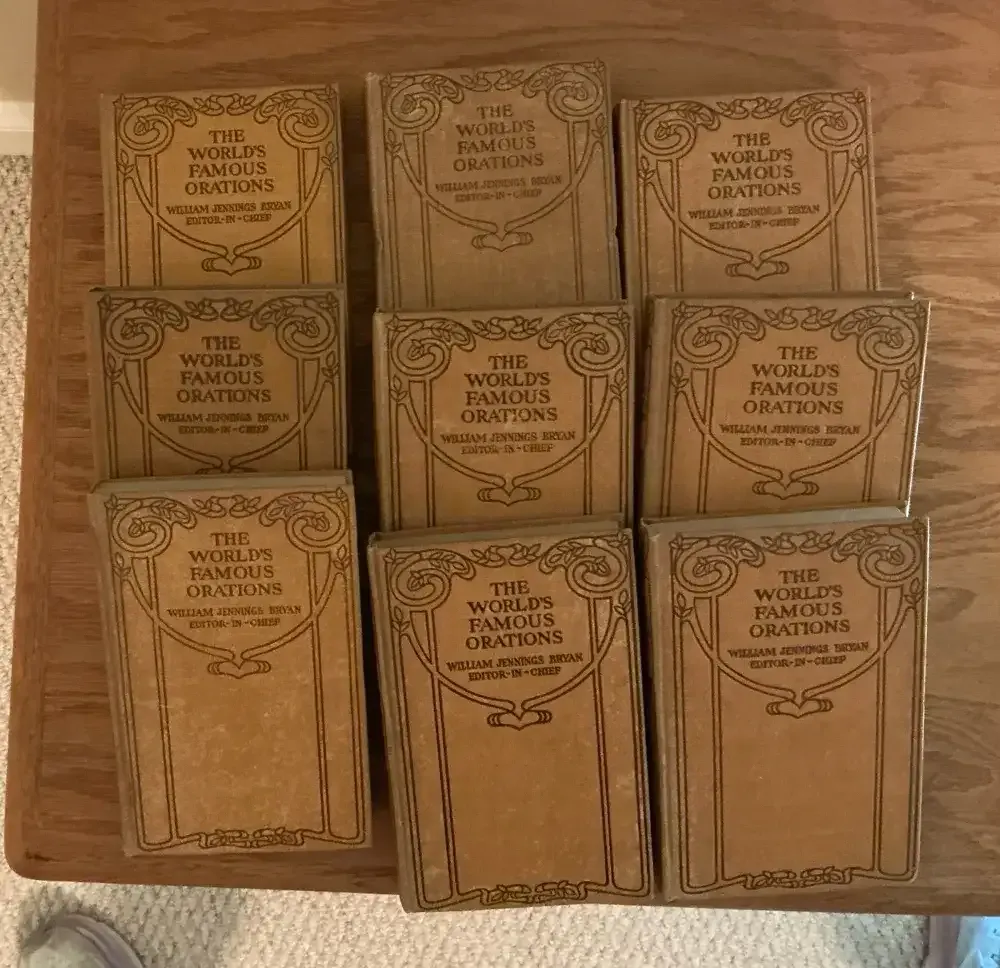 THE
WORLD'S
FAMOUS
ORATIONS
WILLIAM JENNINGS BRYAN
EDITOR-IN-CHIEF
THE
WORLD'S
FAMOUS
ORATIONS
WILLIAM JENNINGS BRYAN
EDITOR-IN-CHIEF
THE
WORLD'S
FAMOUS
ORATIONS
WILLIAM JENNINGS BRYAN
EDITOR-IN-CHIEF
THE
WORLD'S
FAMOUS
ORATIONS
WILLIAM JENNINGS BRYAN
EDITOR-IN-CHIEF
THE
WORLD'S
FAMOUS
ORATIONS
WILLIAM JENNINGS BRYAN
EDITOR-IN-CHIEF
THE
WORLD'S
FAMOUS
ORATIONS
WILLIAM JENNINGS BRYAN
EDITOR-IN-CHIEF
THE
WORLD'S
FAMOUS
ORATIONS
WILLIAM JENNINGS BRYAN
EDITOR-IN-CHIEF
THE
WORLD'S
FAMOUS
ORATIONS
WILLIAM JENNINGS BRYAN
EDITOR-IN-CHIEF
THE
WORLD'S
FAMOUS
ORATIONS
WILLIAM JENNINGS BRYAN
EDITOR-IN-CHIEF